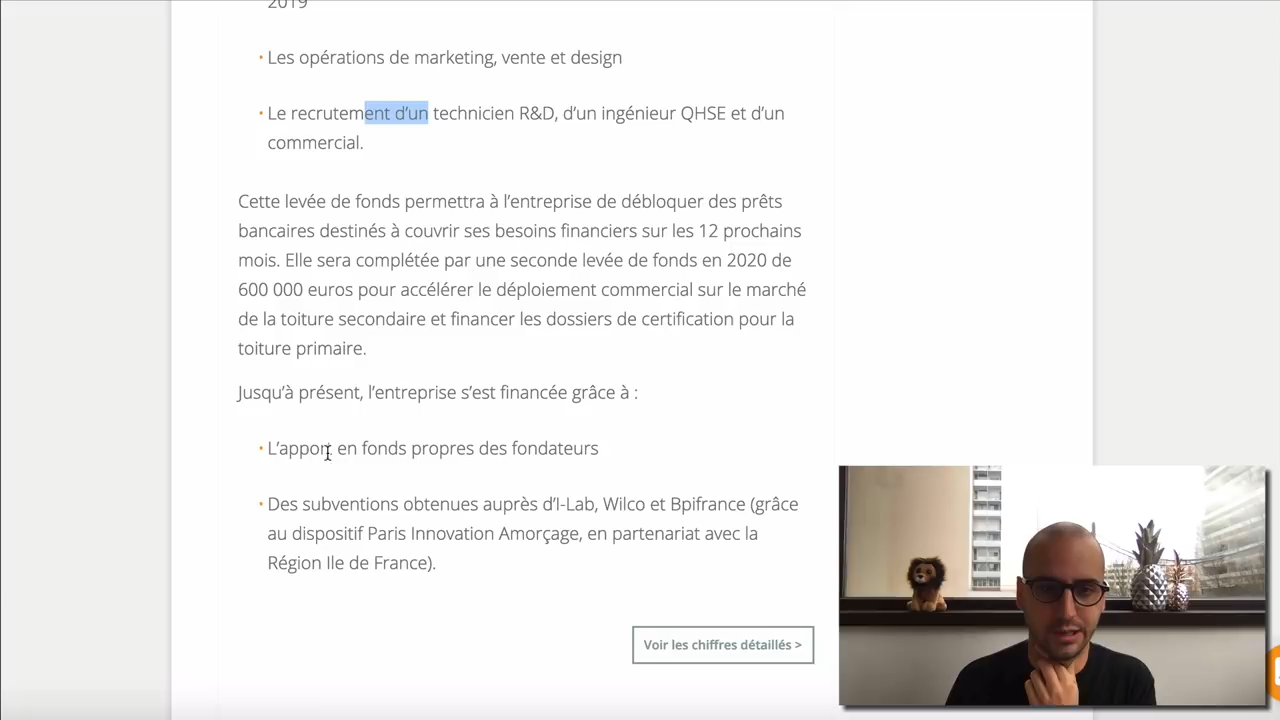 2019
• Les opérations de marketing, vente et design
• Le recrutement d’un technicien R&D, d’un ingénieur QHSE et d’un
commercial.
Cette levée de fonds permettra à l’entreprise de débloquer des prêts
bancaires destinés à couvrir ses besoins financiers sur les 12 prochains
mois. Elle sera complétée par une seconde levée de fonds en 2020 de
600 000 euros pour accélérer le déploiement commercial sur le marché
de la toiture secondaire et financer les dossiers de certification pour la
toiture primaire.
Jusqu’à présent, l’entreprise s’est financée grâce à :
• L’apport en fonds propres des fondateurs
• Des subventions obtenues auprès d’I-Lab, Wilco et Bpifrance (grâce
au dispositif Paris Innovation Amorçage, en partenariat avec la
Région Ile de France).
Voir les chiffres détaillés >